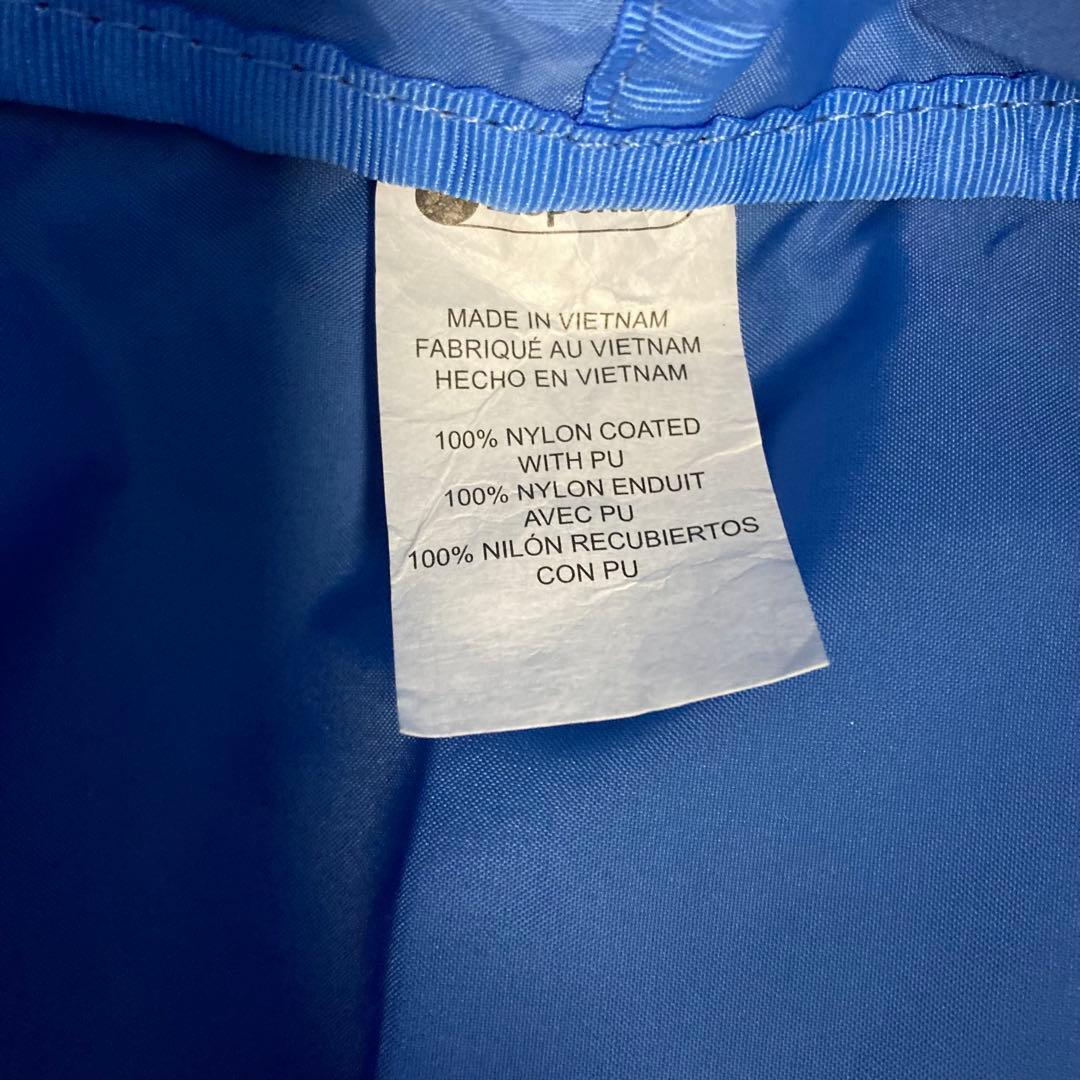 MADE IN VIETNAM
FABRIQUÉ AU VIETNAM
HECHO EN VIETNAM
100% NYLON COATED
WITH PU
100% NYLON ENDUIT
AVEC PU
100% NILÓN RECUBIERTOS
CON PU